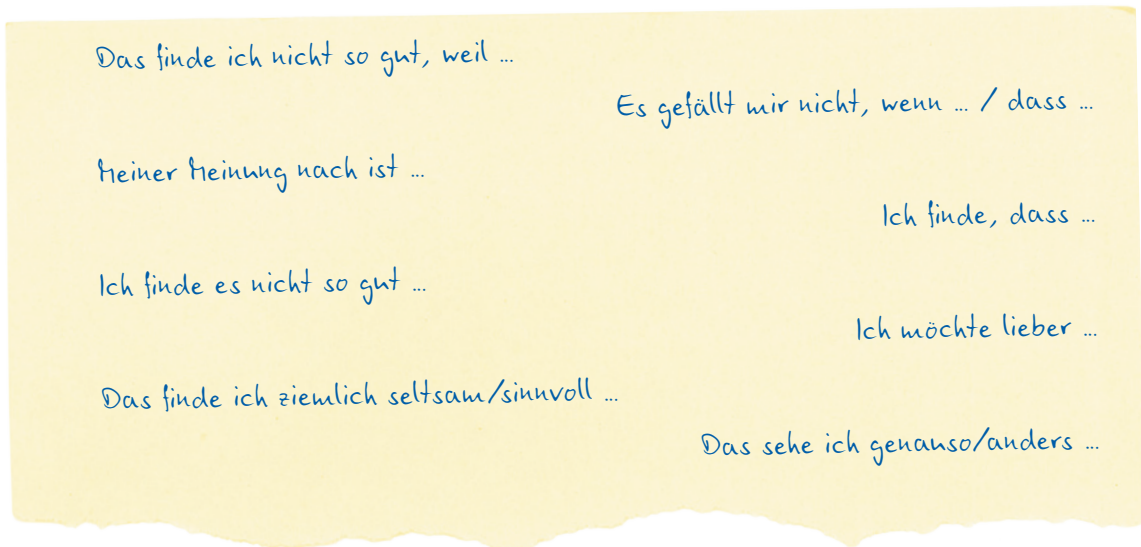 Das finde ich nicht so gut, weil …
Es gefällt mir nicht, wenn … / dass …
Meiner Meinung nach ist …
Ich finde, dass …
Ich finde es nicht so gut …
Ich möchte lieber …
Das finde ich ziemlich seltsam/sinnvoll …
Das sehe ich genauso/anders …